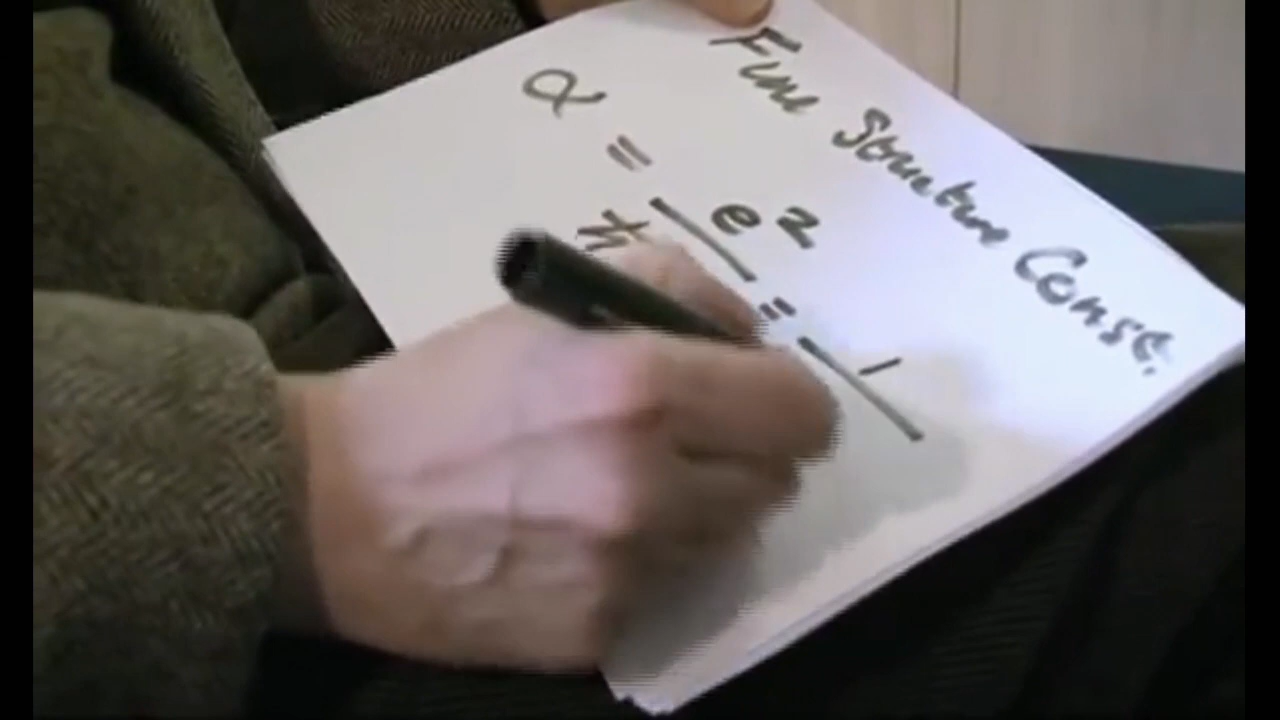 Fine Structure Const.
α = e² = 1
ħ